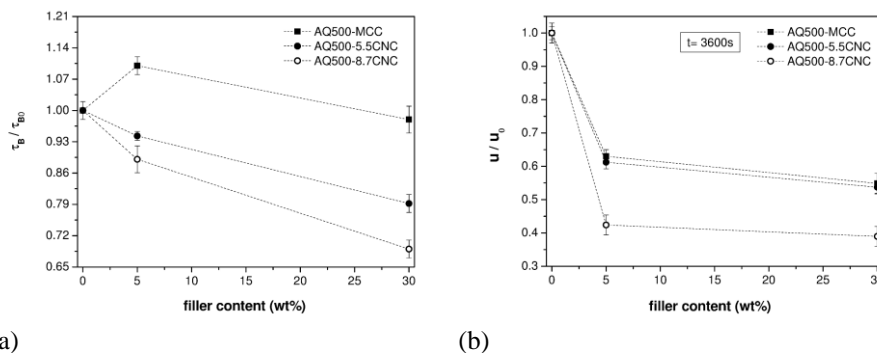 1.21
1.14
1.07
1.00
0.93
0.86
0.79
0.72
0.65
τB / τB0
AQ500-MCC
AQ500-5.5CNC
AQ500-8.7CNC
0 5 10 15 20 25 30
filler content (wt%)
a)
1.0
0.9
0.8
0.7
0.6
0.5
0.4
0.3
u / u0
t= 3600s
AQ500-MCC
AQ500-5.5CNC
AQ500-8.7CNC
0 5 10 15 20 25 30
filler content (wt%)
(b)